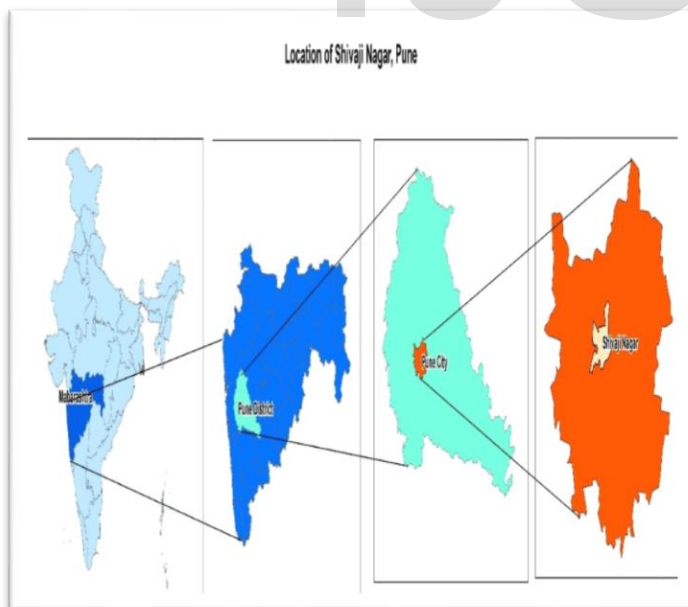 Location of Shivaji Nagar, Pune
Maharashtra
Pune District
Pune City
Shivaji Nagar